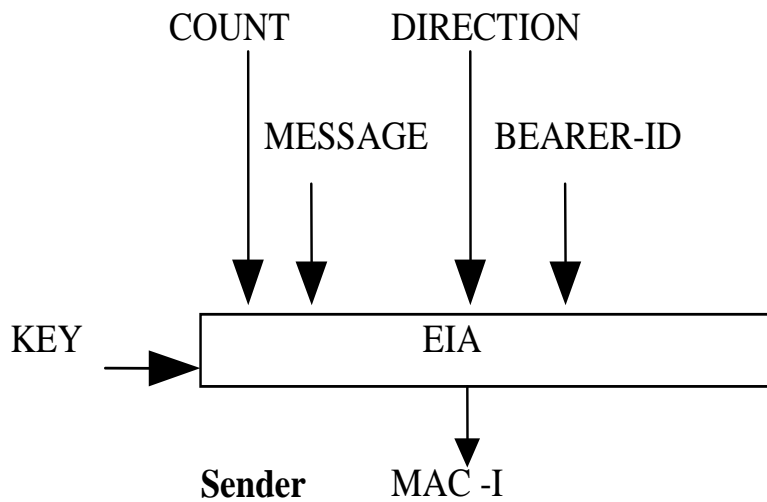 COUNT DIRECTION
MESSAGE BEARER-ID
KEY EIA
Sender MAC -I